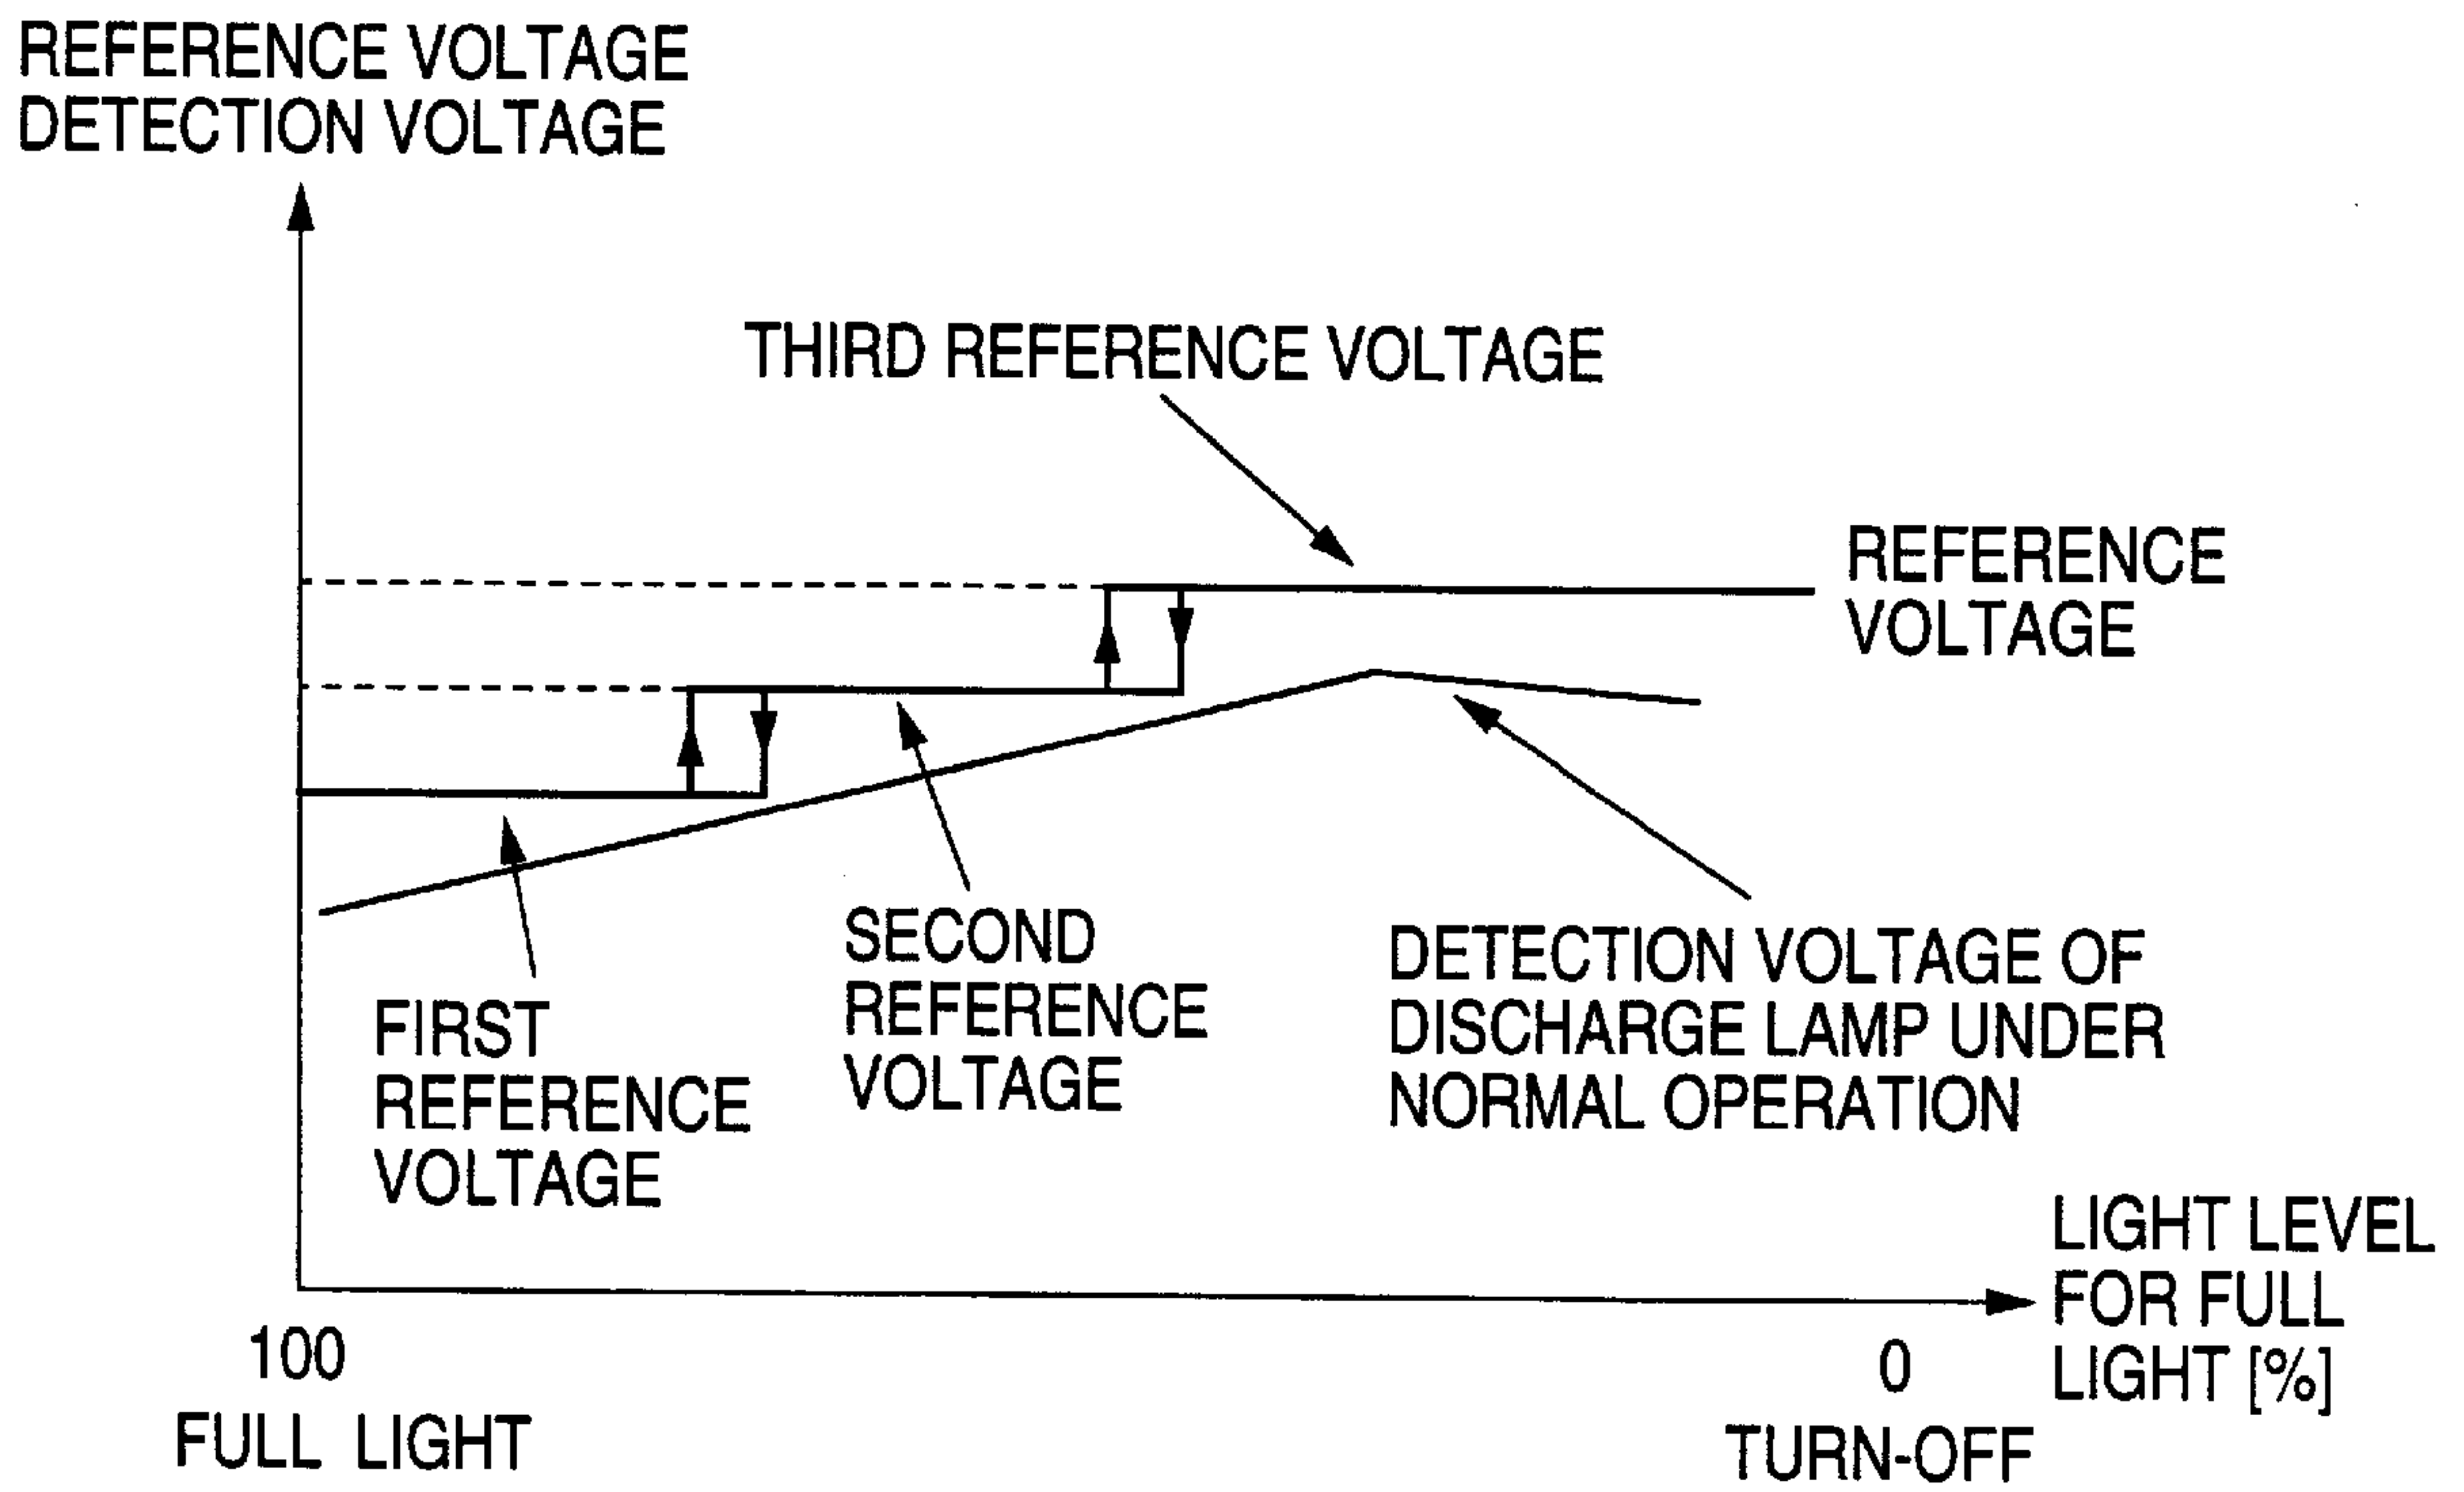 REFERENCE VOLTAGE
DETECTION VOLTAGE
THIRD REFERENCE VOLTAGE
REFERENCE
VOLTAGE
FIRST
REFERENCE
VOLTAGE
SECOND
REFERENCE
VOLTAGE
DETECTION VOLTAGE OF
DISCHARGE LAMP UNDER
NORMAL OPERATION
LIGHT LEVEL
FOR FULL
LIGHT [%]
100
FULL LIGHT
0
TURN-OFF